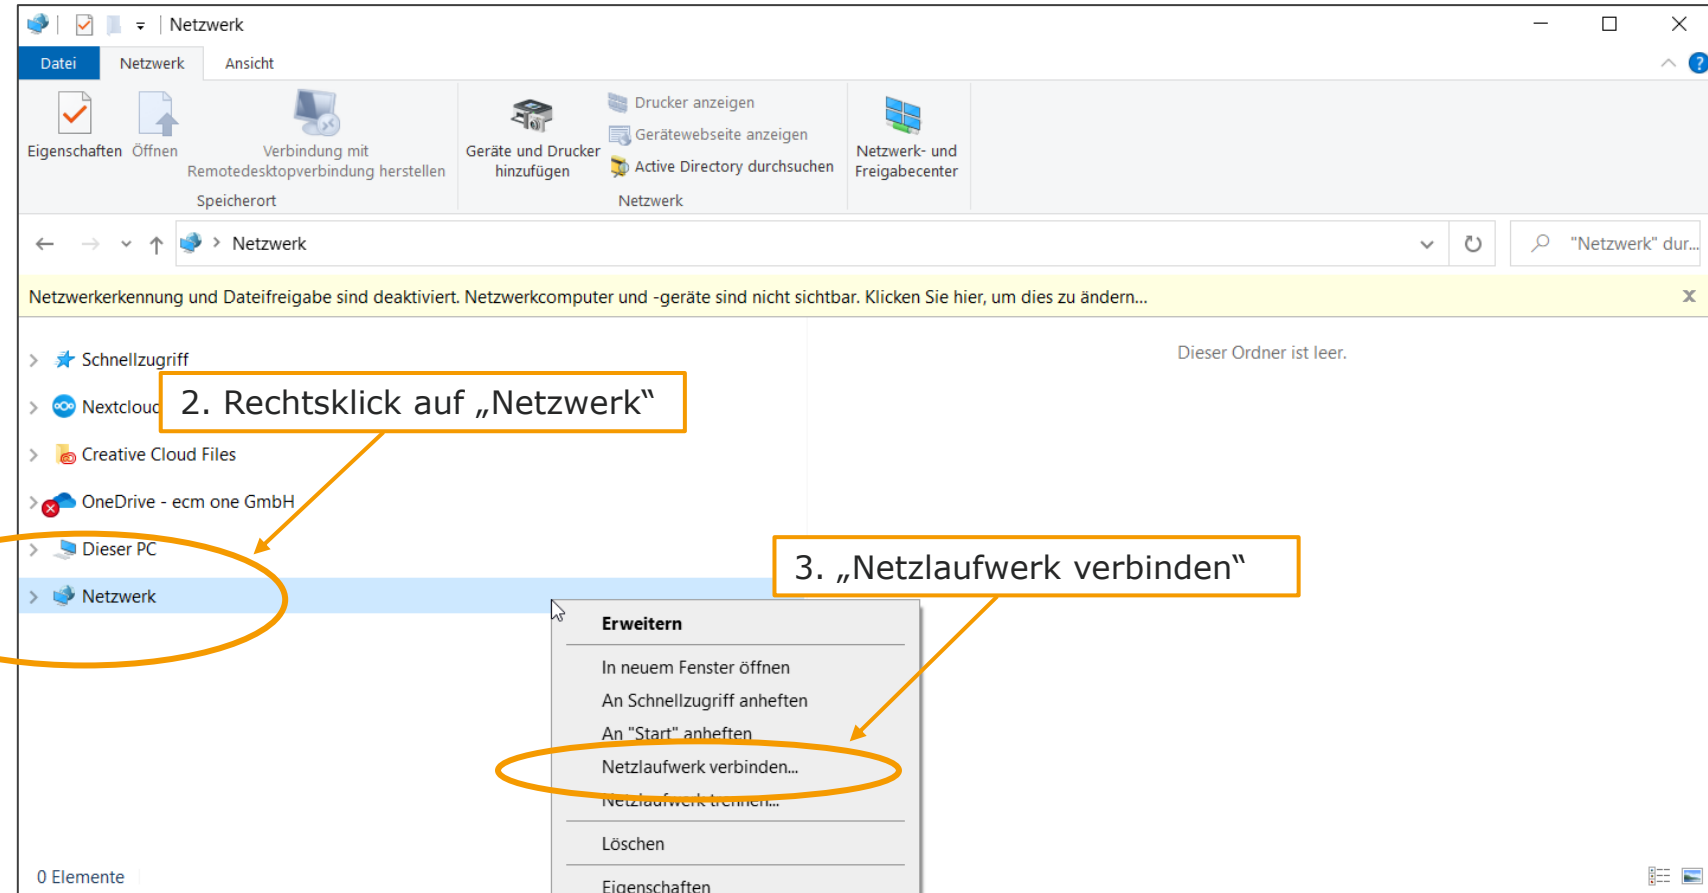 Netzwerk
Datei Netzwerk Ansicht
Eigenschaften Öffnen
Verbindung mit
Remotedesktopverbindung herstellen
Speicherort
Geräte und Drucker
hinzufügen
Drucker anzeigen
Gerätewebseite anzeigen
Active Directory durchsuchen
Netzwerk
Netzwerk- und
Freigabecenter
Netzwerk
"Netzwerk" dur...
Netzwerkerkennung und Dateifreigabe sind deaktiviert. Netzwerkcomputer und -geräte sind nicht sichtbar. Klicken Sie hier, um dies zu ändern...
Schnellzugriff
Dieser Ordner ist leer.
Nextcloud
2. Rechtsklick auf „Netzwerk“
Creative Cloud Files
OneDrive - ecm one GmbH
Dieser PC
3. „Netzlaufwerk verbinden“
Netzwerk
Erweitern
In neuem Fenster öffnen
An Schnellzugriff anheften
An "Start" anheften
Netzlaufwerk verbinden...
Netzlaufwerk trennen...
Löschen
Eigenschaften
0 Elemente